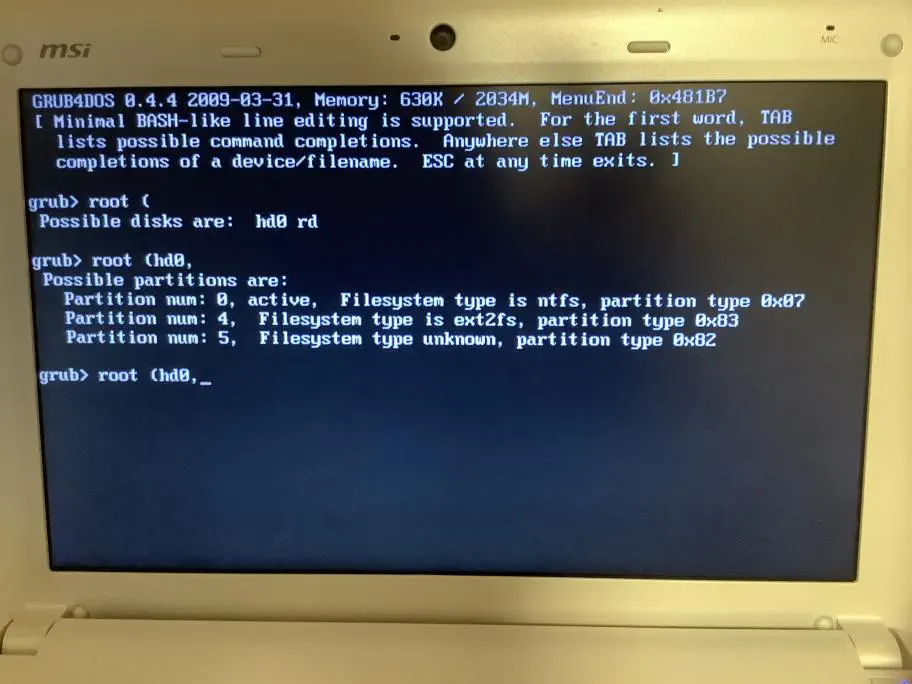 msi
MIC
GRUB4DOS 0.4.4 2009-03-31, Memory: 630K / 2034M, MenuEnd: 0x481B7
[ Minimal BASH-like line editing is supported.  For the first word, TAB
lists possible command completions.  Anywhere else TAB lists the possible
completions of a device/filename.  ESC at any time exits. ]
grub> root (
Possible disks are:  hd0 rd
grub> root (hd0,
Possible partitions are:
Partition num: 0, active,  Filesystem type is ntfs, partition type 0x07
Partition num: 4,  Filesystem type is ext2fs, partition type 0x83
Partition num: 5,  Filesystem type unknown, partition type 0x82
grub> root (hd0,_